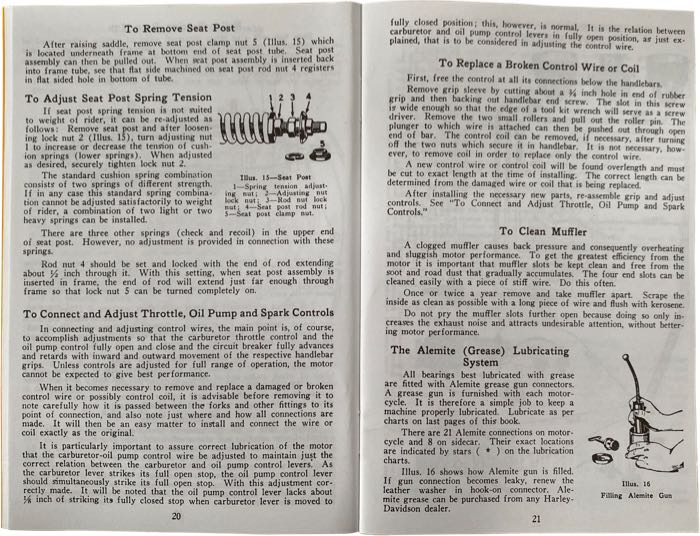 To Remove Seat Post
After raising saddle, remove seat post clamp nut 5 (Illus. 15) which
is located underneath frame at bottom end of seat post tube. Seat post
assembly can then be pulled out. When seat post assembly is inserted back
into frame tube, see that flat side machined on seat post rod nut 4 registers
in flat sided hole in bottom of tube.
To Adjust Seat Post Spring Tension
If seat post spring tension is not suited
to weight of rider, it can be re-adjusted as
follows: Remove seat post and after loosen-
ing lock nut 2 (Illus. 15), turn adjusting nut
1 to increase or decrease the tension of cush-
ion springs (lower springs). When adjusted
as desired, securely tighten lock nut 2.
The standard cushion spring combination
consists of two springs of different strength.
If in any case this standard spring combina-
tion cannot be adjusted satisfactorily to weight
of rider, a combination of two light or two
heavy springs can be installed.
1 2 3 4
5
Illus. 15—Seat Post
1—Spring tension adjust-
ing nut; 2—Adjusting nut
lock nut; 3—Rod nut lock
nut; 4—Seat post rod nut;
5—Seat post clamp nut.
There are three other springs (check and recoil) in the upper end
of seat post. However, no adjustment is provided in connection with these
springs.
Rod nut 4 should be set and locked with the end of rod extending
about ½ inch through it. With this setting, when seat post assembly is
inserted in frame, the end of rod will extend just far enough through
frame so that lock nut 5 can be turned completely on.
To Connect and Adjust Throttle, Oil Pump and Spark Controls
In connecting and adjusting control wires, the main point is, of course,
to accomplish adjustments so that the carburetor throttle control and the
oil pump control fully open and close and the circuit breaker fully advances
and retards with inward and outward movement of the respective handlebar
grips. Unless controls are adjusted for full range of operation, the motor
cannot be expected to give best performance.
When it becomes necessary to remove and replace a damaged or broken
control wire or possibly control coil, it is advisable before removing it to
note carefully how it is passed between the forks and other fittings to its
point of connection, and also note just where and how all connections are
made. It will then be an easy matter to install and connect the wire or
coil exactly as the original.
It is particularly important to assure correct lubrication of the motor
that the carburetor-oil pump control wire be adjusted to maintain just the
correct relation between the carburetor and oil pump control levers. As
the carburetor lever strikes its full open stop, the oil pump control lever
should simultaneously strike its full open stop. With this adjustment cor-
rectly made. It will be noted that the oil pump control lever lacks about
⅛ inch of striking its fully closed stop when carburetor lever is moved to
20
fully closed position; this, however, is normal. It is the relation between
carburetor and oil pump control levers in fully open position, as just ex-
plained, that is to be considered in adjusting the control wire.
To Replace a Broken Control Wire or Coil
First, free the control at all its connections below the handlebars.
Remove grip sleeve by cutting about a ¾ inch hole in end of rubber
grip and then backing out handlebar end screw. The slot in this screw
is wide enough so that the edge of a tool kit wrench will serve as a screw
driver. Remove the two small rollers and pull out the roller pin. The
plunger to which wire is attached can then be pushed out through open
end of bar. The control coil can be removed, if necessary, after turning
off the two nuts which secure it in handlebar. It is not necessary, how-
ever, to remove coil in order to replace only the control wire.
A new control wire or control coil will be found overlength and must
be cut to exact length at the time of installing. The correct length can be
determined from the damaged wire or coil that is being replaced.
After installing the necessary new parts, re-assemble grip and adjust
controls. See "To Connect and Adjust Throttle, Oil Pump and Spark
Controls."
To Clean Muffler
A clogged muffler causes back pressure and consequently overheating
and sluggish motor performance. To get the greatest efficiency from the
motor it is important that muffler slots be kept clean and free from the
soot and road dust that gradually accumulates. The four end slots can be
cleaned easily with a piece of stiff wire. Do this often.
Once or twice a year remove and take muffler apart. Scrape the
inside as clean as possible with a long piece of wire and flush with kerosene.
Do not pry the muffler slots further open because doing so only in-
creases the exhaust noise and attracts undesirable attention, without better-
ing motor performance.
The Alemite (Grease) Lubricating
System
All bearings best lubricated with grease
are fitted with Alemite grease gun connectors.
A grease gun is furnished with each motor-
cycle. It is therefore a simple job to keep a
machine properly lubricated. Lubricate as per
charts on last pages of this book.
There are 21 Alemite connections on motor-
cycle and 8 on sidecar. Their exact locations
are indicated by stars ( * ) on the lubrication
charts.
Illus. 16 shows how Alemite gun is filled.
If gun connection becomes leaky, renew the
leather washer in hook-on connector. Ale-
mite grease can be purchased from any Harley-
Davidson dealer.
Illus. 16
Filling Alemite Gun
21